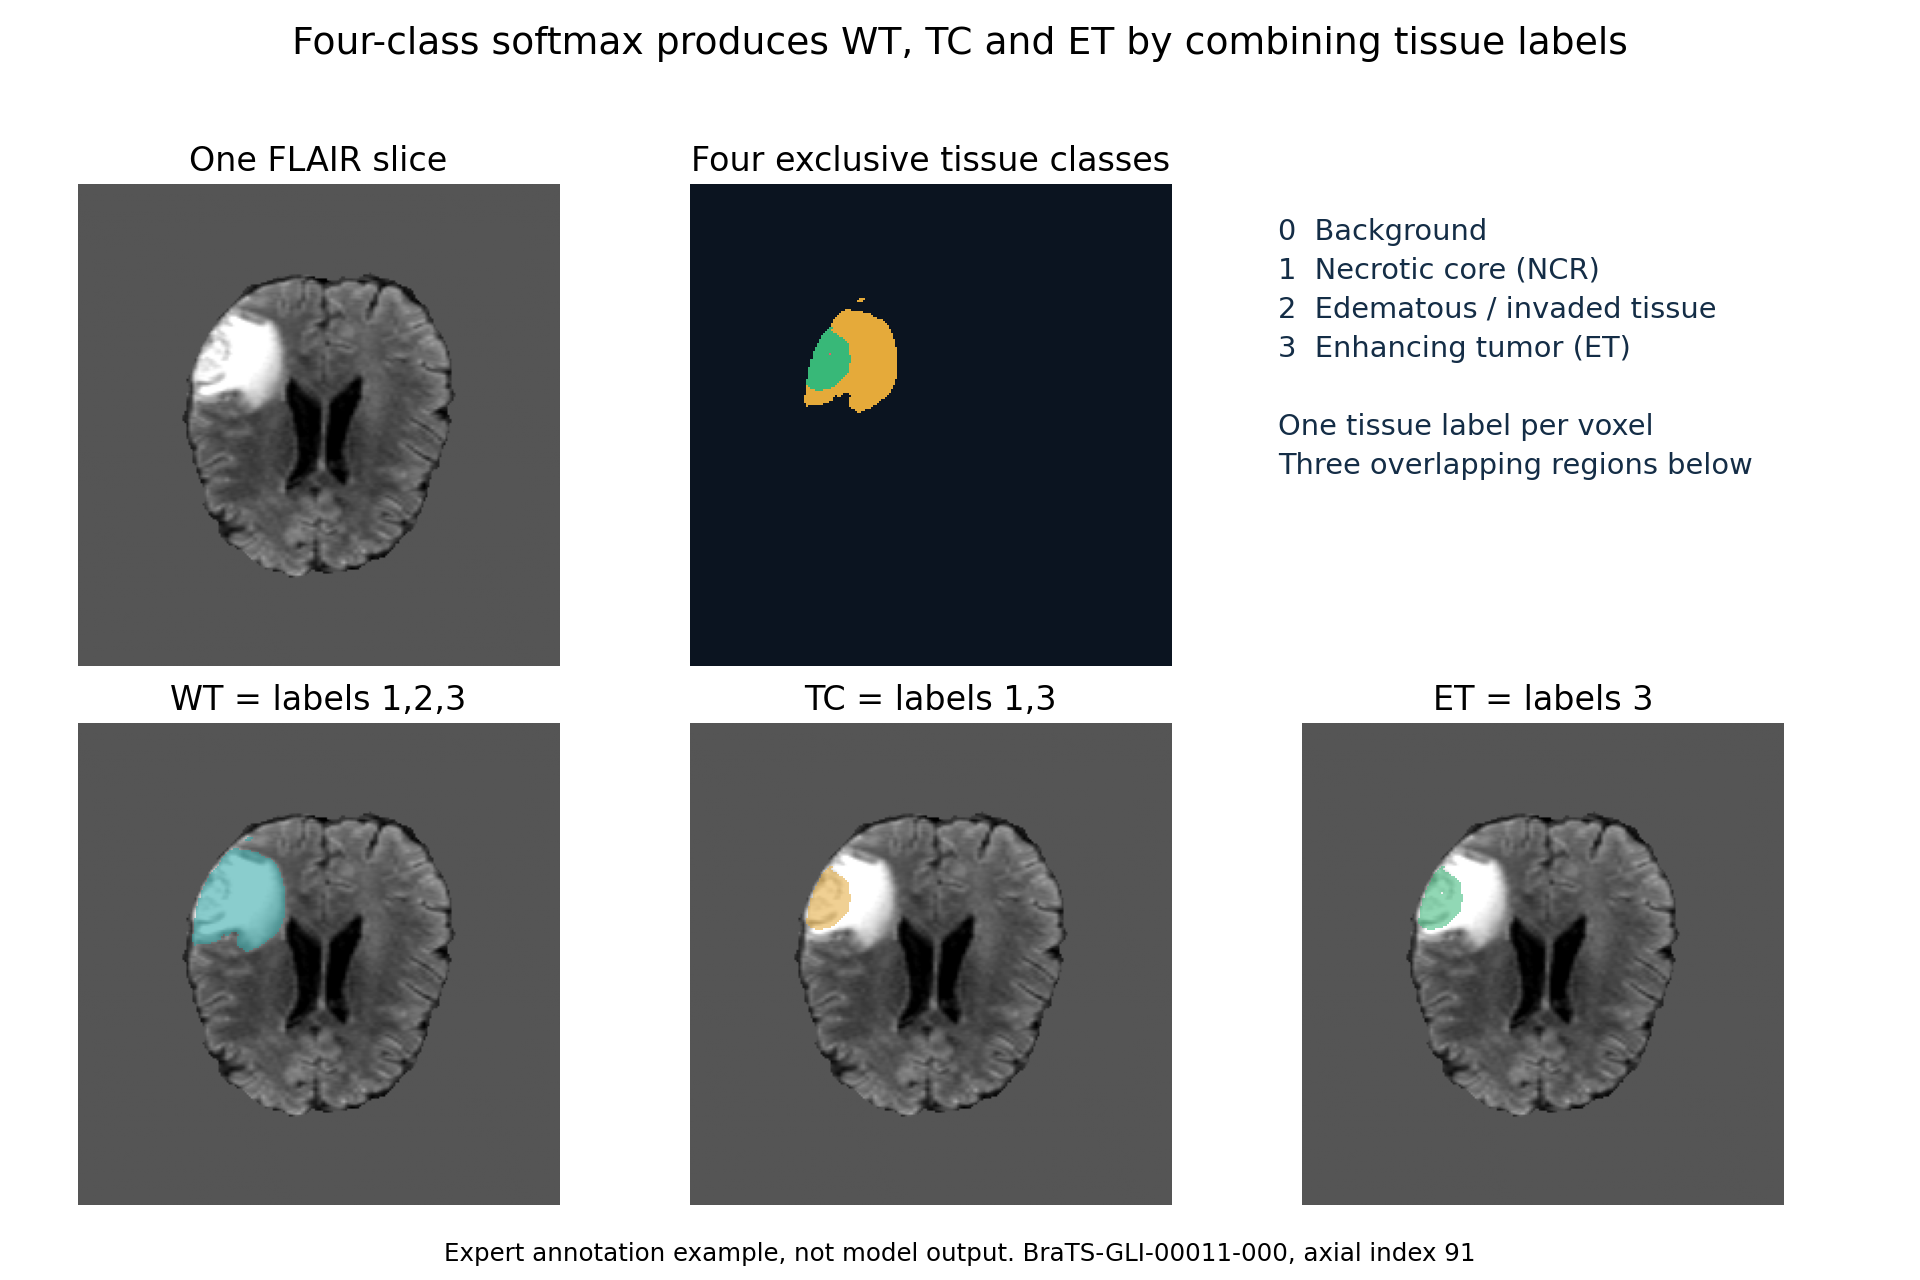 Four-class softmax produces WT, TC and ET by combining tissue labels
One FLAIR slice
Four exclusive tissue classes
0 Background
1 Necrotic core (NCR)
2 Edematous / invaded tissue
3 Enhancing tumor (ET)
One tissue label per voxel
Three overlapping regions below
WT = labels 1,2,3
TC = labels 1,3
ET = labels 3
Expert annotation example, not model output. BraTS-GLI-00011-000, axial index 91